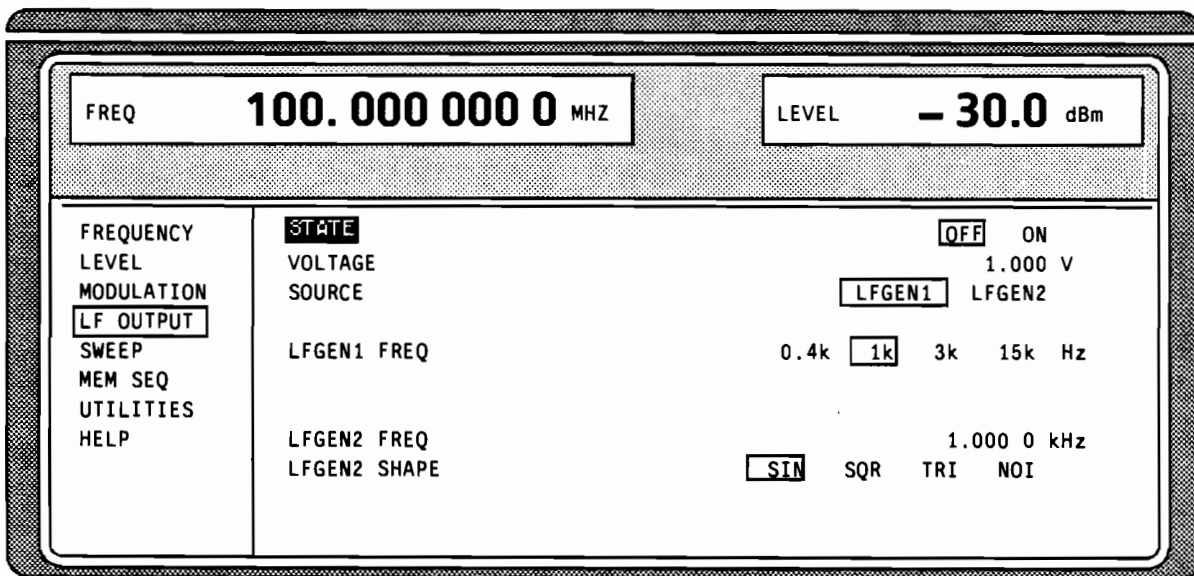 FREQ 100. 000 000 0 MHZ LEVEL – 30.0 dBm
FREQUENCY STATE OFF ON
LEVEL VOLTAGE 1.000 V
MODULATION SOURCE LFGEN1 LFGEN2
LF OUTPUT
SWEEP LFGEN1 FREQ 0.4k 1k 3k 15k Hz
MEM SEQ
UTILITIES
HELP LFGEN2 FREQ 1.000 0 kHz
LFGEN2 SHAPE SIN SQR TRI NOI